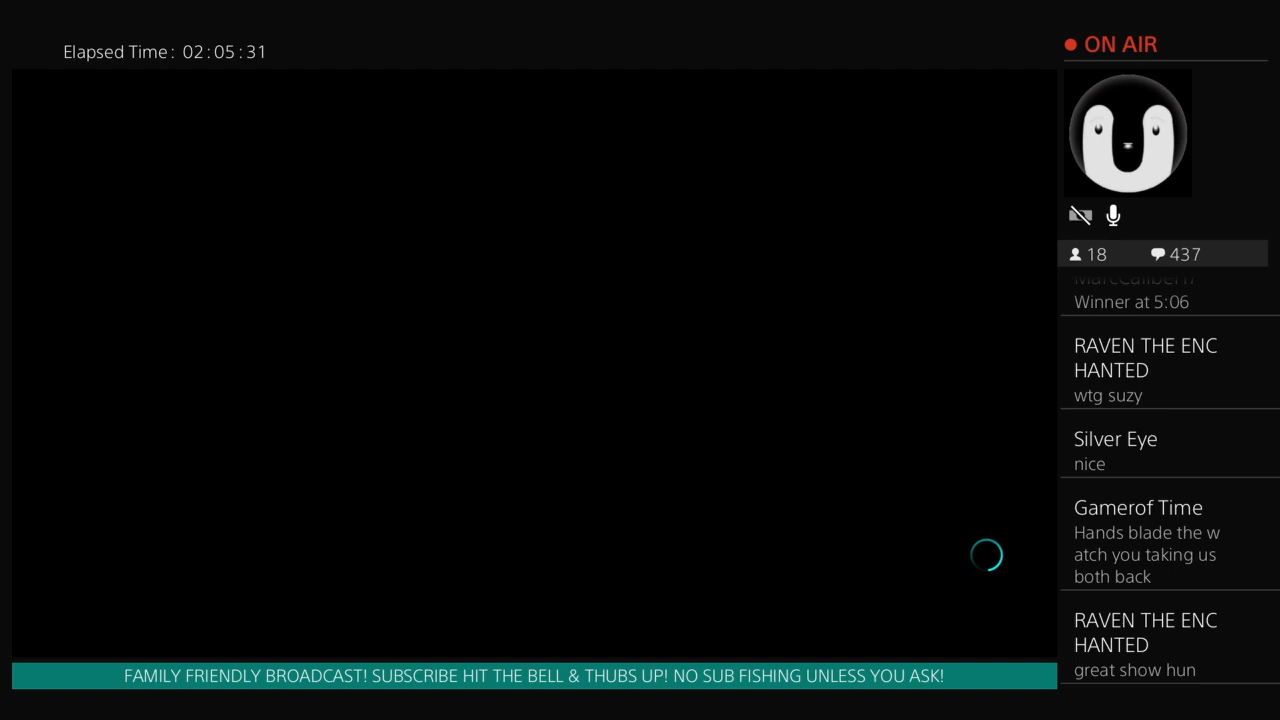 Elapsed Time: 02:05:31
ON AIR
18
437
Winner at 5:06
RAVEN THE ENC
HANTED
wtg suzy
Silver Eye
nice
Gamerof Time
Hands blade the w
atch you taking us
both back
RAVEN THE ENC
HANTED
great show hun
FAMILY FRIENDLY BROADCAST! SUBSCRIBE HIT THE BELL & THUBS UP! NO SUB FISHING UNLESS YOU ASK!